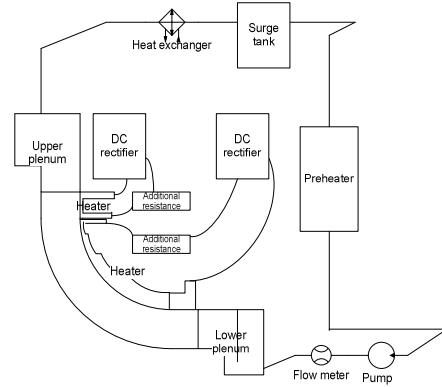 Heat exchanger
Surge
tank
Upper
plenum
DC
rectifier
DC
rectifier
Preheater
Heater
Additional
resistance
Additional
resistance
Heater
Lower
plenum
Flow meter
Pump